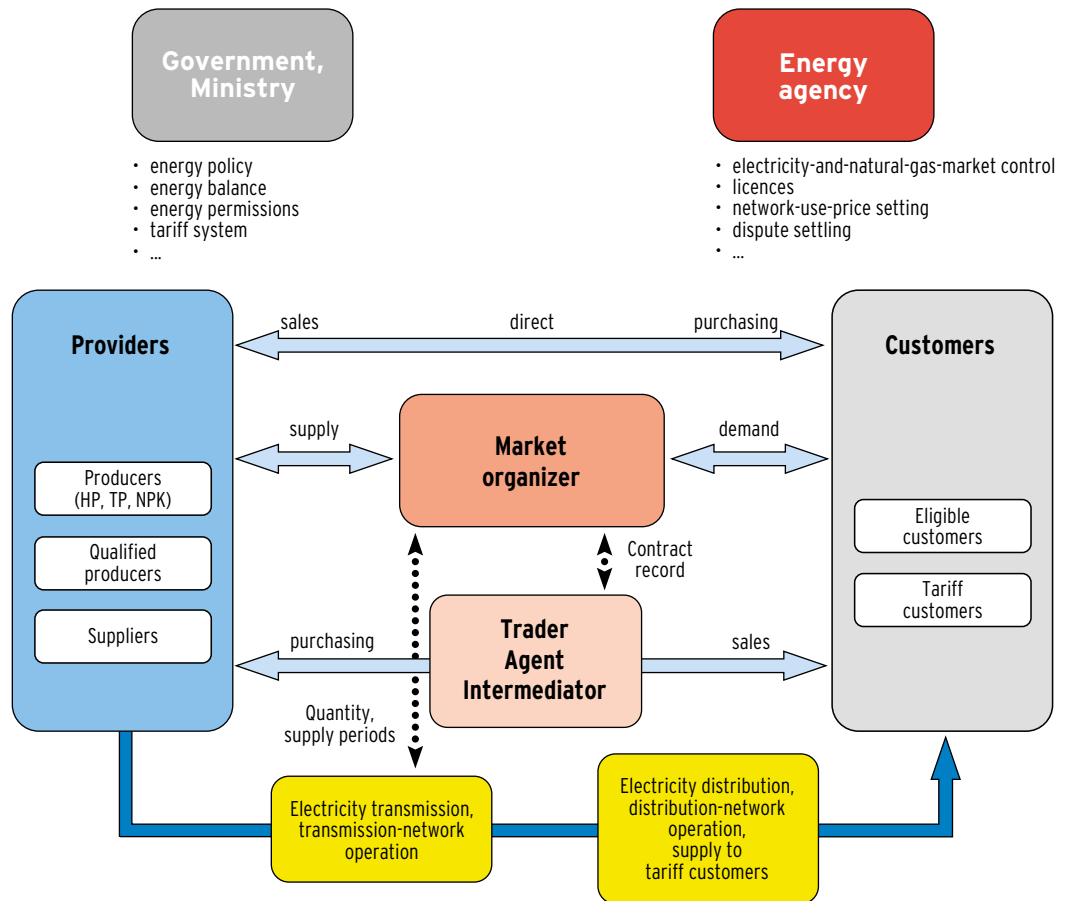 Government,
Ministry
Energy
agency
· energy policy
· energy balance
· energy permissions
· tariff system
· ...
· electricity-and-natural-gas-market control
· licences
· network-use-price setting
· dispute settling
· ...
Providers
sales
direct
purchasing
Customers
supply
Market
organizer
demand
Producers
(HP, TP, NPK)
Qualified
producers
Suppliers
Eligible
customers
Tariff
customers
Contract
record
purchasing
Trader
Agent
Intermediator
sales
Quantity,
supply periods
Electricity transmission,
transmission-network
operation
Electricity distribution,
distribution-network
operation,
supply to
tariff customers